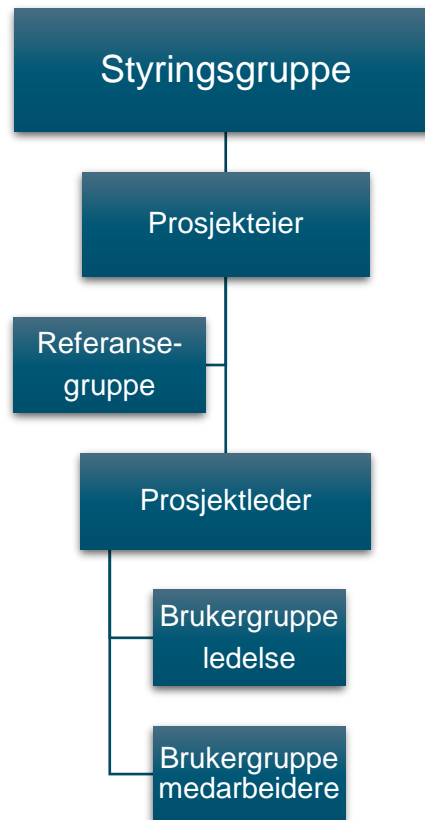 Styringsgruppe
Prosjekteier
Referanse-
gruppe
Prosjektleder
Brukergruppe
ledelse
Brukergruppe
medarbeidere